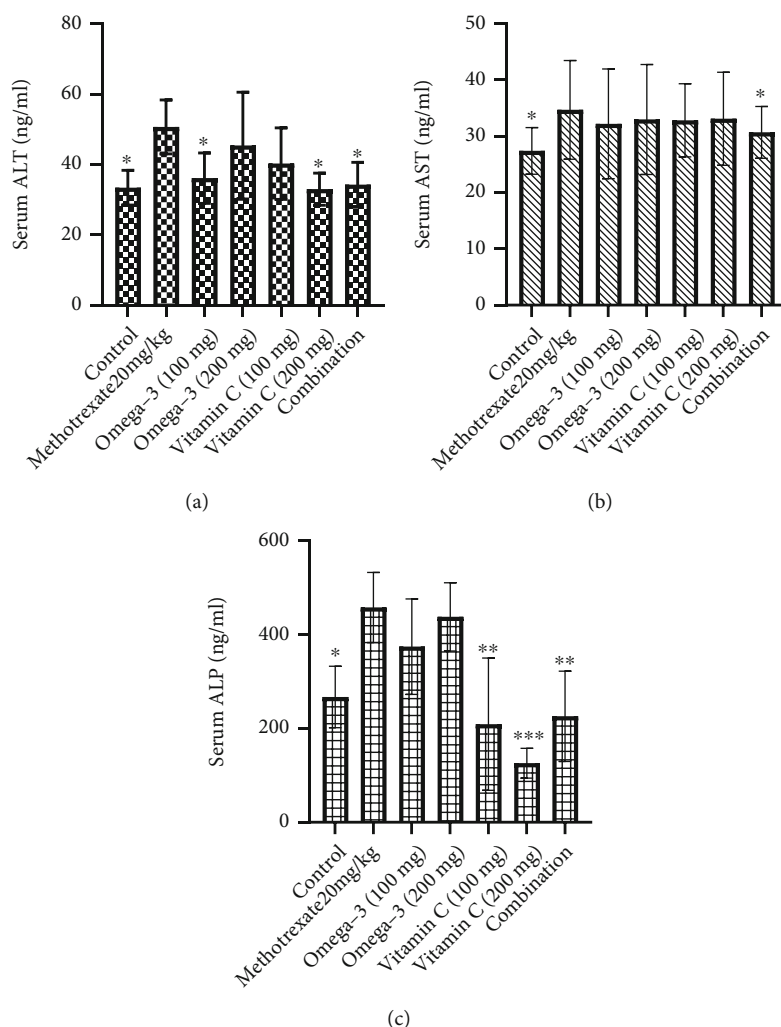 80
60
40
20
0
Serum ALT (ng/ml)
*
*
*
*
Control
Methotrexate20mg/kg
Omega–3 (100 mg)
Omega–3 (200 mg)
Vitamin C (100 mg)
Vitamin C (200 mg)
Combination
(a)
50
40
30
20
10
0
Serum AST (ng/ml)
*
*
Control
Methotrexate20mg/kg
Omega–3 (100 mg)
Omega–3 (200 mg)
Vitamin C (100 mg)
Vitamin C (200 mg)
Combination
(b)
600
400
200
0
Serum ALP (ng/ml)
*
**
***
**
Control
Methotrexate20mg/kg
Omega–3 (100 mg)
Omega–3 (200 mg)
Vitamin C (100 mg)
Vitamin C (200 mg)
Combination
(c)